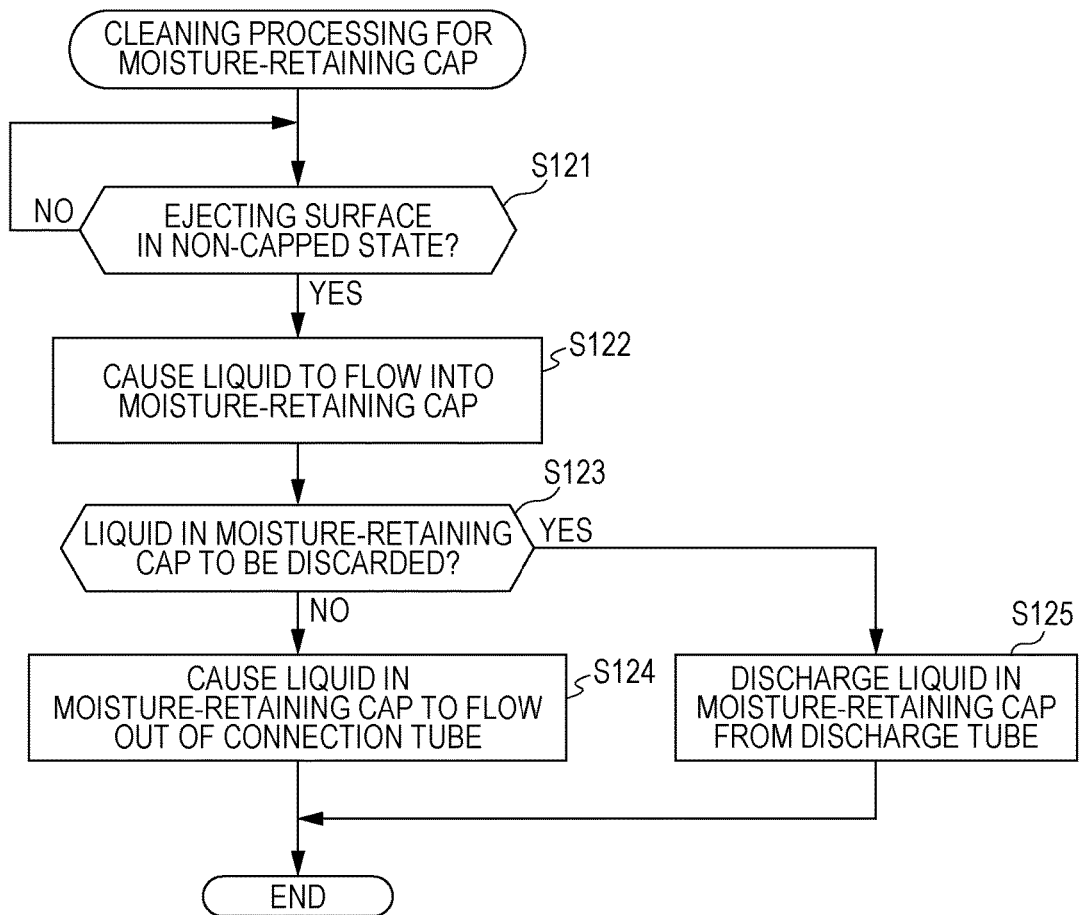 CLEANING PROCESSING FOR
MOISTURE-RETAINING CAP
S121
NO
EJECTING SURFACE
IN NON-CAPPED STATE?
YES
S122
CAUSE LIQUID TO FLOW INTO
MOISTURE-RETAINING CAP
S123
LIQUID IN MOISTURE-RETAINING
CAP TO BE DISCARDED?
YES
NO
S124
CAUSE LIQUID IN
MOISTURE-RETAINING CAP TO FLOW
OUT OF CONNECTION TUBE
S125
DISCHARGE LIQUID IN
MOISTURE-RETAINING CAP
FROM DISCHARGE TUBE
END